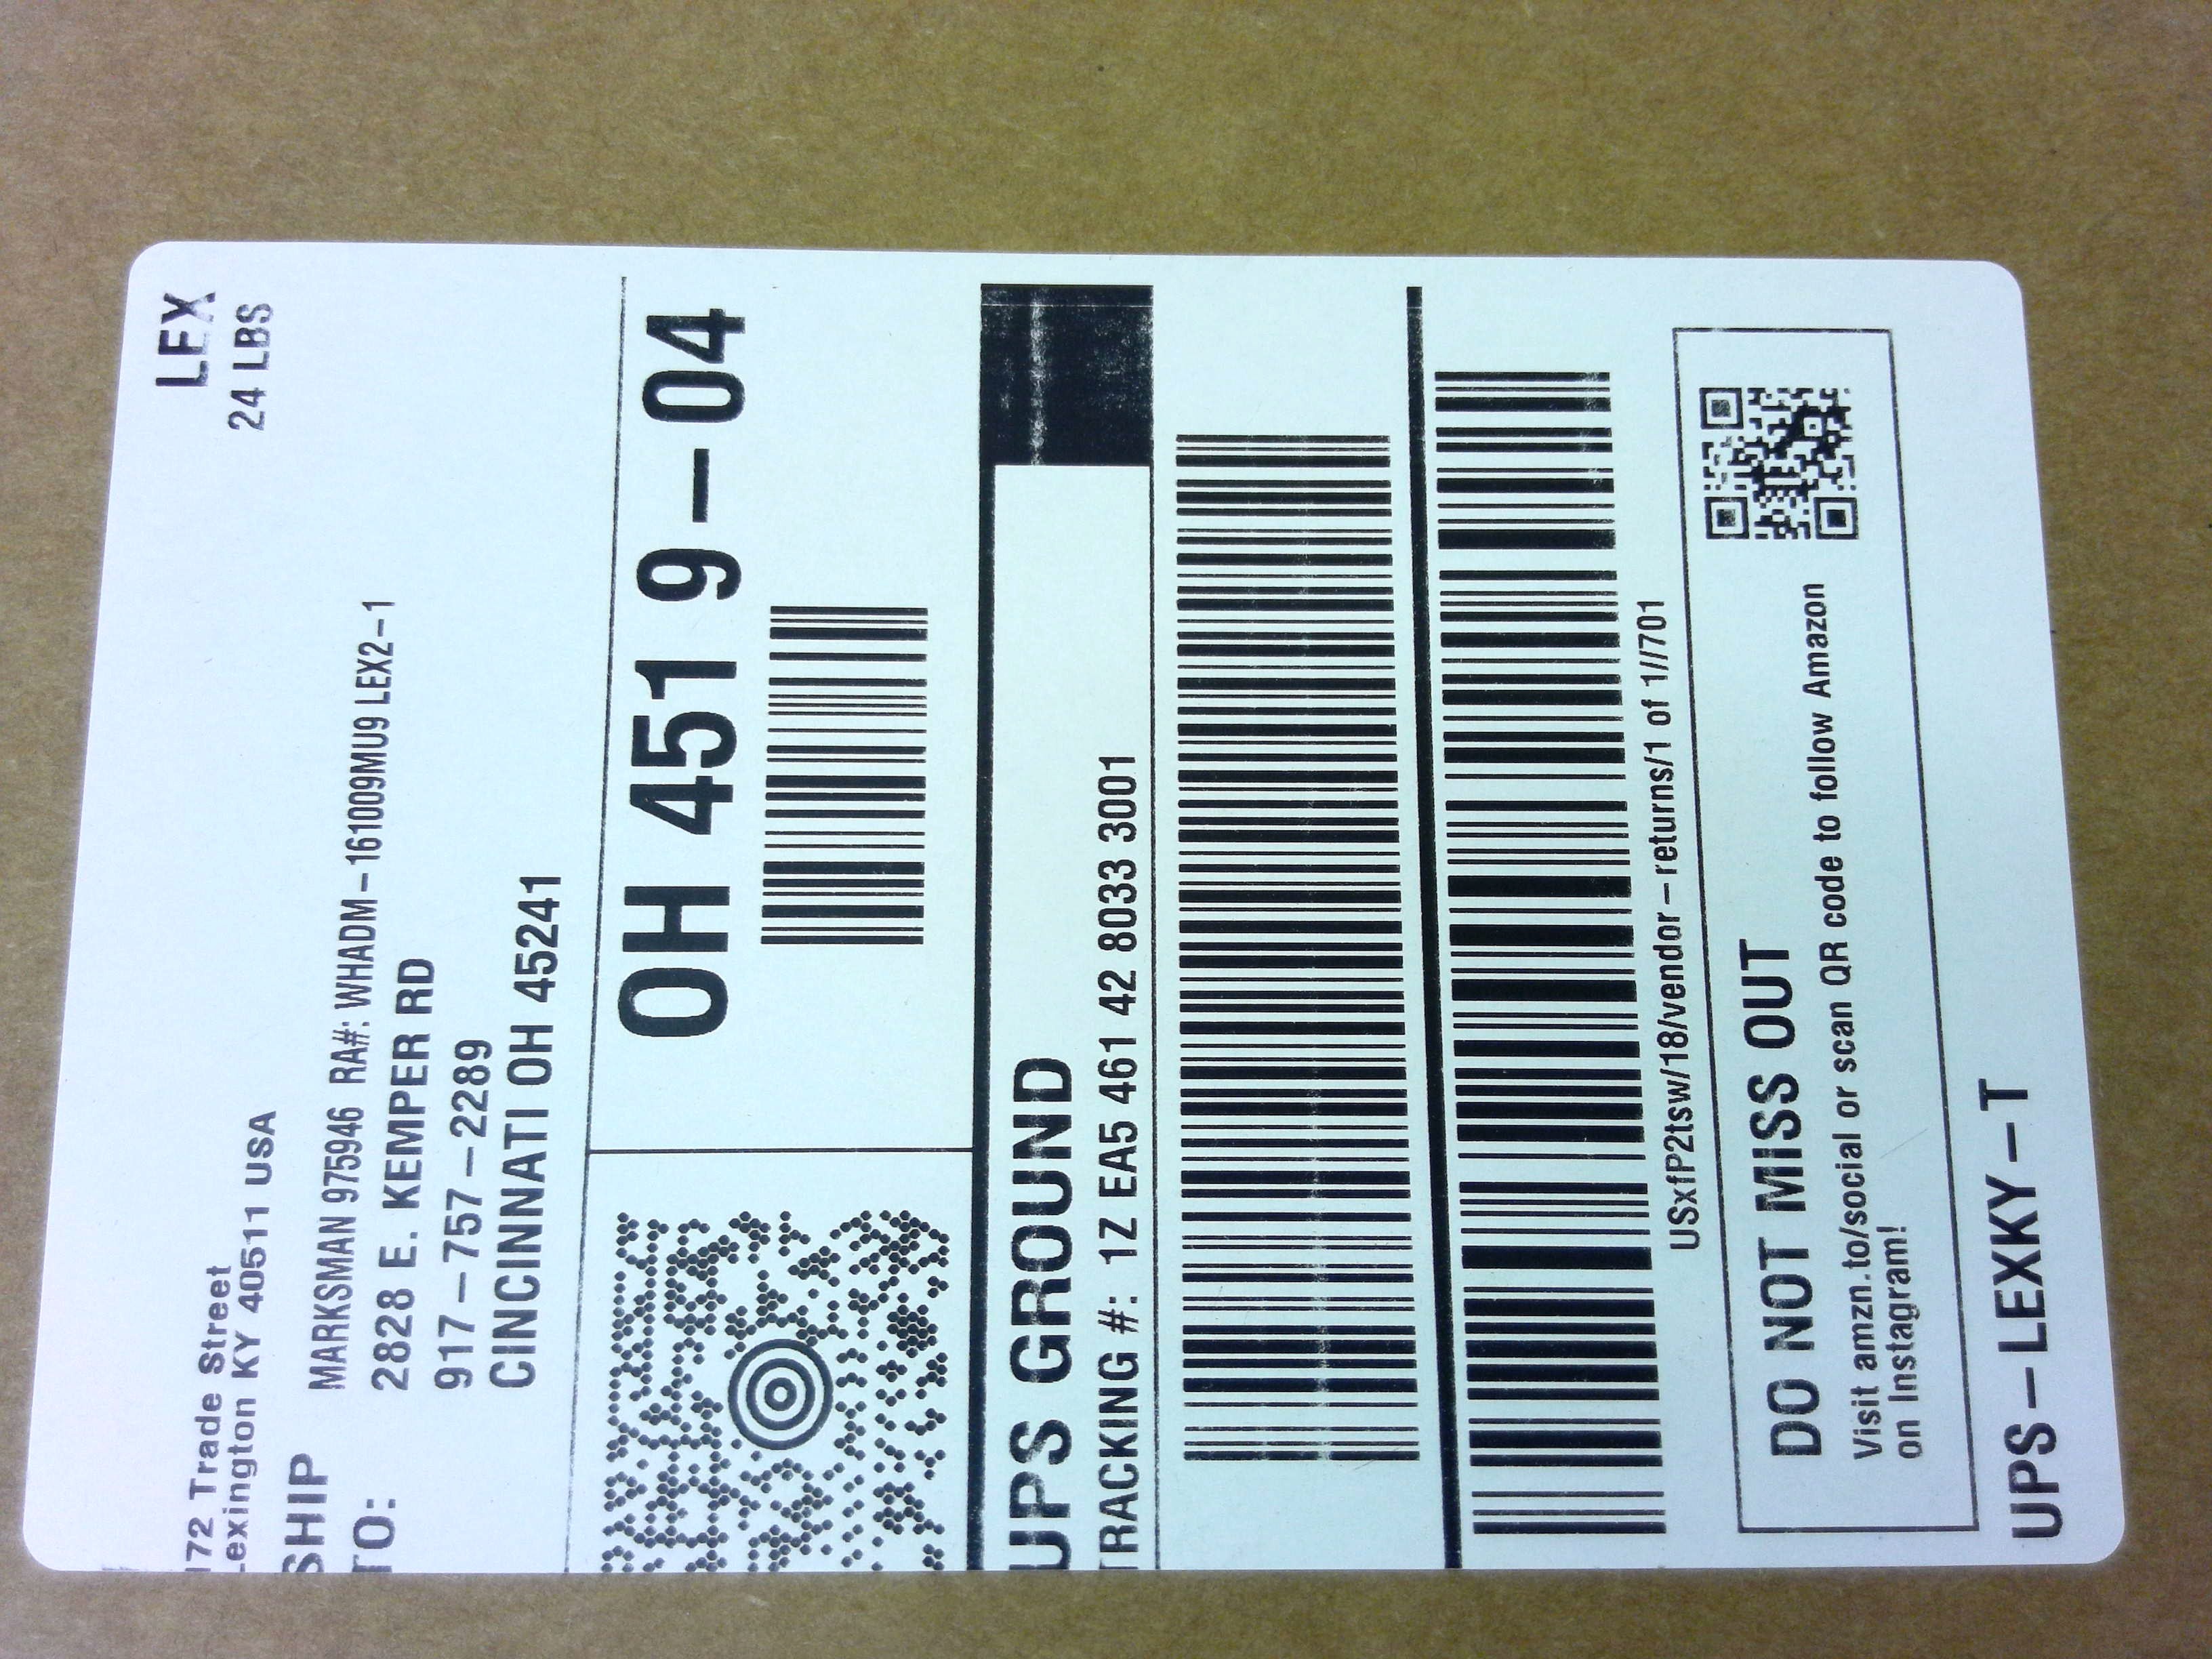 LEX
24 LBS
172 Trade Street
Lexington KY 40511 USA
SHIP
TO:
MARKSMAN 975946 RA#: WHADM-161009MU9 LEX2-1
2828 E. KEMPER RD
917-757-2289
CINCINNATI OH 45241
OH 451 9-04
UPS GROUND
TRACKING #: 1Z EA5 461 42 8033 3001
USxfP2tsw/18/vendor-returns/1 of 1//701
DO NOT MISS OUT
Visit amzn.to/social or scan QR code to follow Amazon
on Instagram!
UPS-LEXKY-T